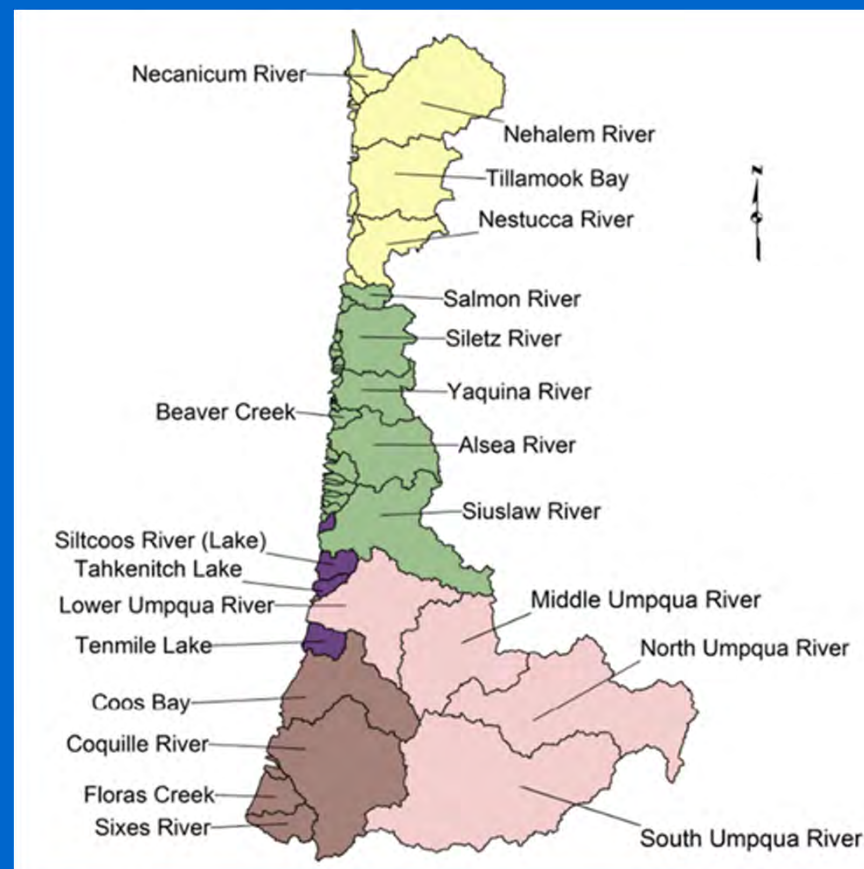 Necanicum River
Nehalem River
N
Tillamook Bay
Nestucca River
Salmon River
Siletz River
Yaquina River
Beaver Creek
Alsea River
Siuslaw River
Siltcoos River (Lake)
Tahkenitch Lake
Lower Umpqua River
Middle Umpqua River
Tenmile Lake
North Umpqua River
Coos Bay
Coquille River
Floras Creek
Sixes River
South Umpqua River